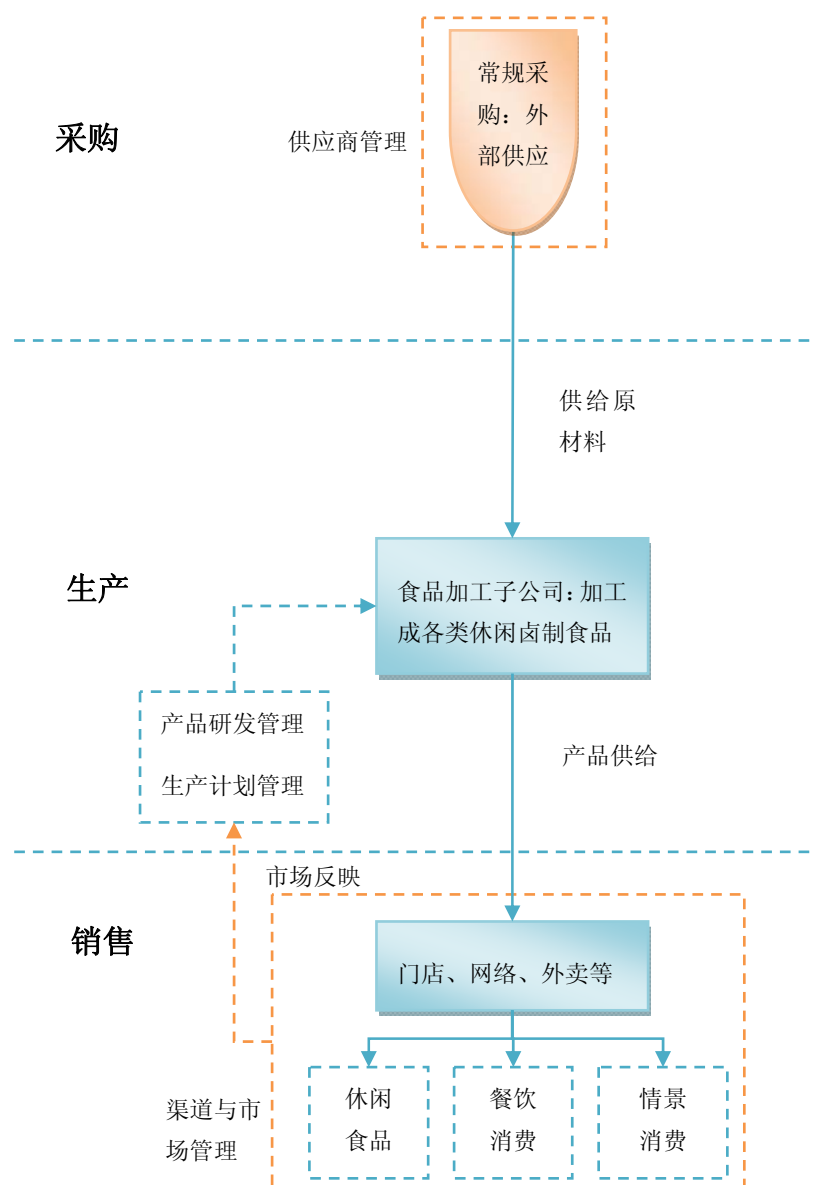 常规采
购：外
部供应
采购
供应商管理
供给原
材料
生产
食品加工子公司：加工
成各类休闲卤制食品
产品研发管理
生产计划管理
产品供给
市场反映
销售
门店、网络、外卖等
休闲
食品
餐饮
消费
情景
消费
渠道与市
场管理